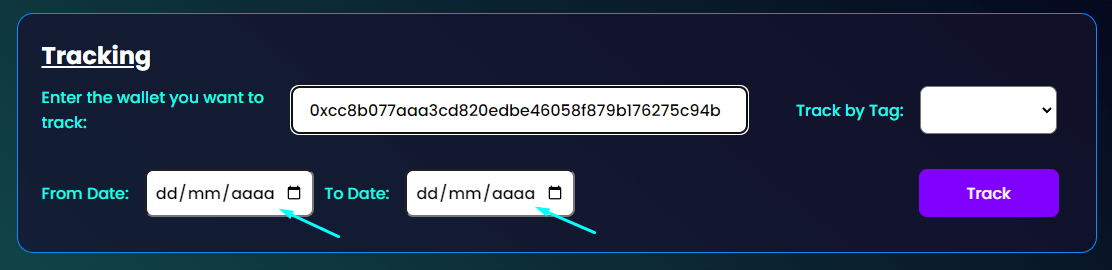 Tracking
Enter the wallet you want to
track:
0xcc8b077aaa3cd820edbe46058f879b176275c94b
Track by Tag:
From Date:
dd/mm/aaaa
To Date:
dd/mm/aaaa
Track